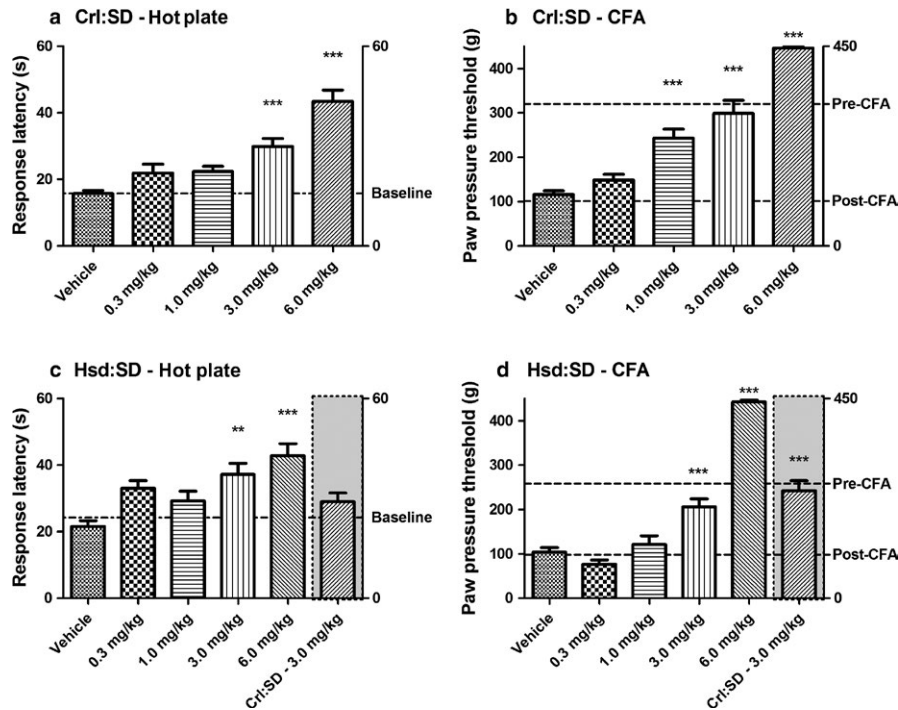 a Crl:SD - Hot plate
Response latency (s)
60
40
20
0
***
***
60
Baseline
0
Vehicle
0.3 mg/kg
1.0 mg/kg
3.0 mg/kg
6.0 mg/kg
b Crl:SD - CFA
Paw pressure threshold (g)
400
300
200
100
0
***
***
***
450
Pre-CFA
Post-CFA
0
Vehicle
0.3 mg/kg
1.0 mg/kg
3.0 mg/kg
6.0 mg/kg
c Hsd:SD - Hot plate
Response latency (s)
60
40
20
0
**
***
60
Baseline
0
Vehicle
0.3 mg/kg
1.0 mg/kg
3.0 mg/kg
6.0 mg/kg
Crl:SD - 3.0 mg/kg
d Hsd:SD - CFA
Paw pressure threshold (g)
400
300
200
100
0
***
***
***
450
Pre-CFA
Post-CFA
0
Vehicle
0.3 mg/kg
1.0 mg/kg
3.0 mg/kg
6.0 mg/kg
Crl:SD - 3.0 mg/kg